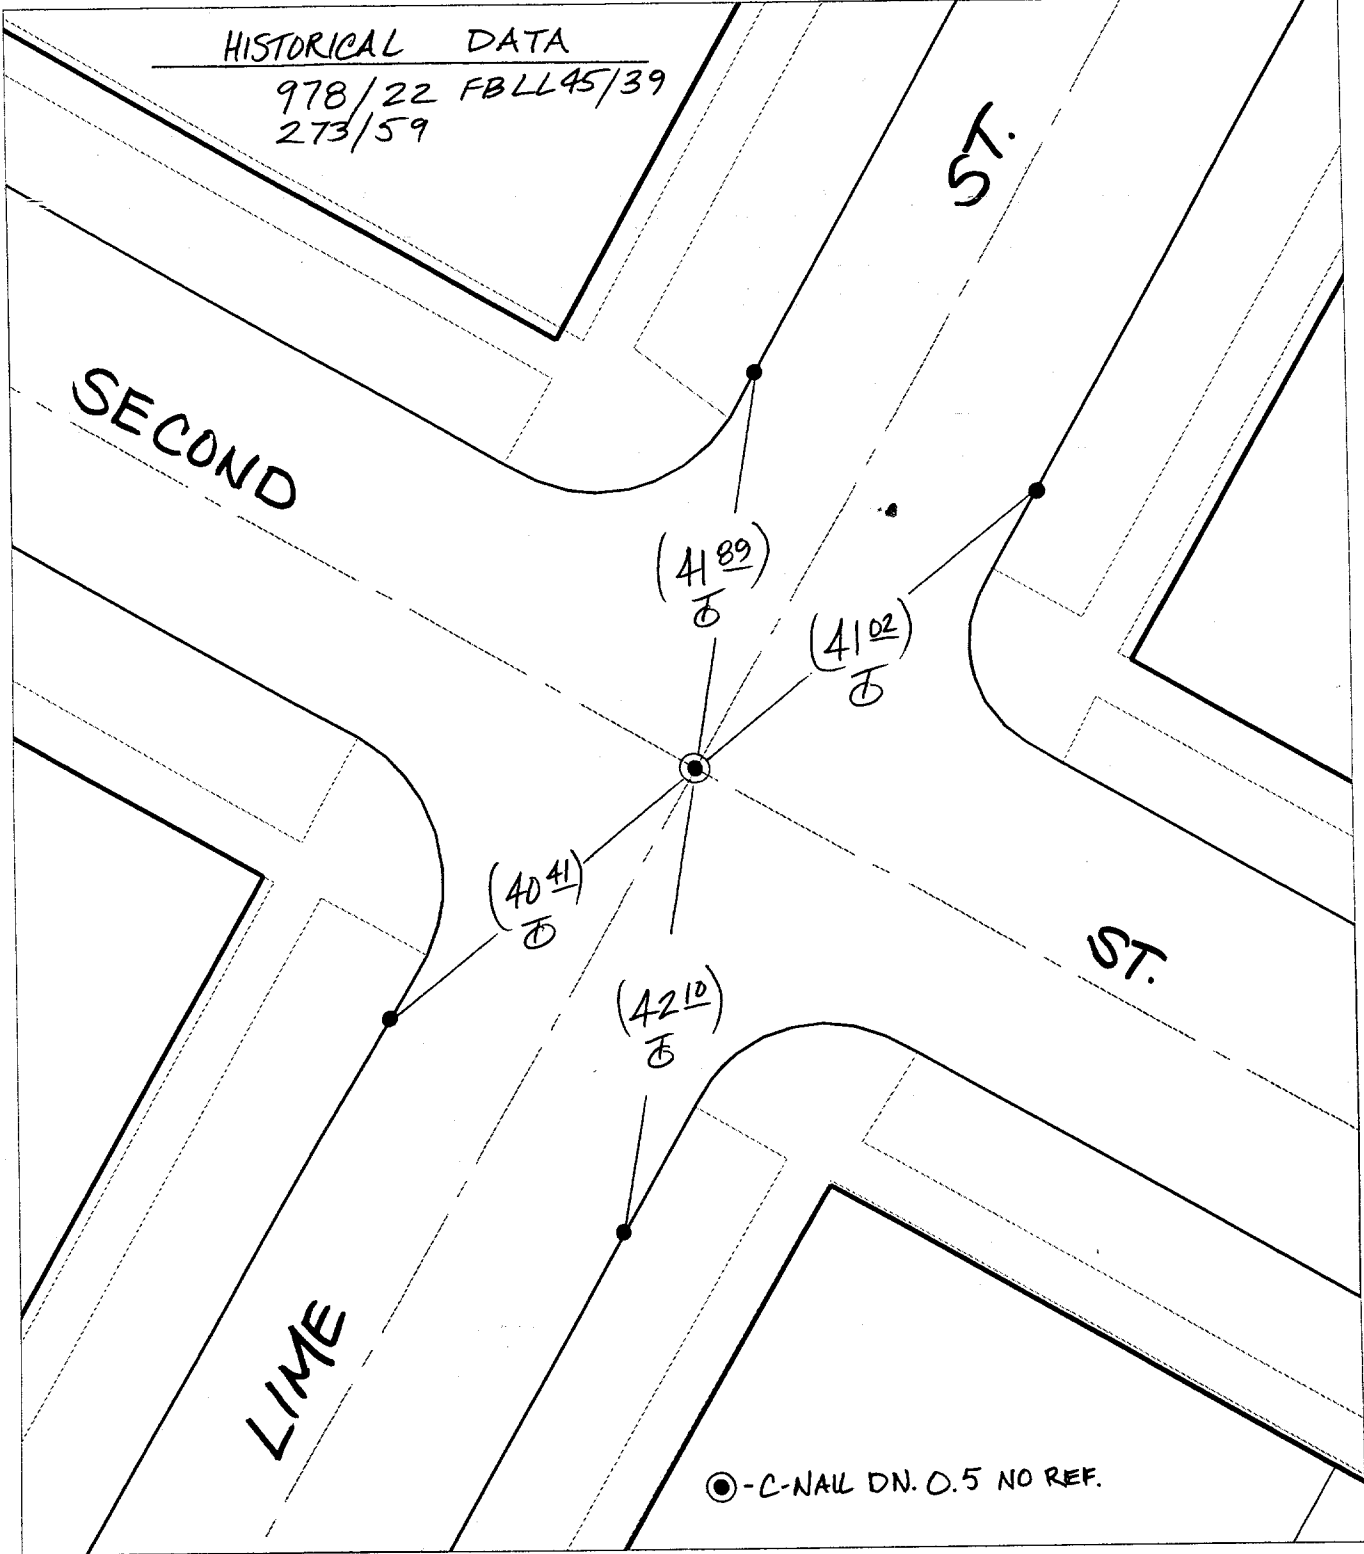 HISTORICAL DATA
978/22 FBLL45/39
273/59
ST.
SECOND
(41 89)
(41 02)
(40 41)
ST.
(42 10)
LIME
-C-NAIL DN. 0.5 NO REF.